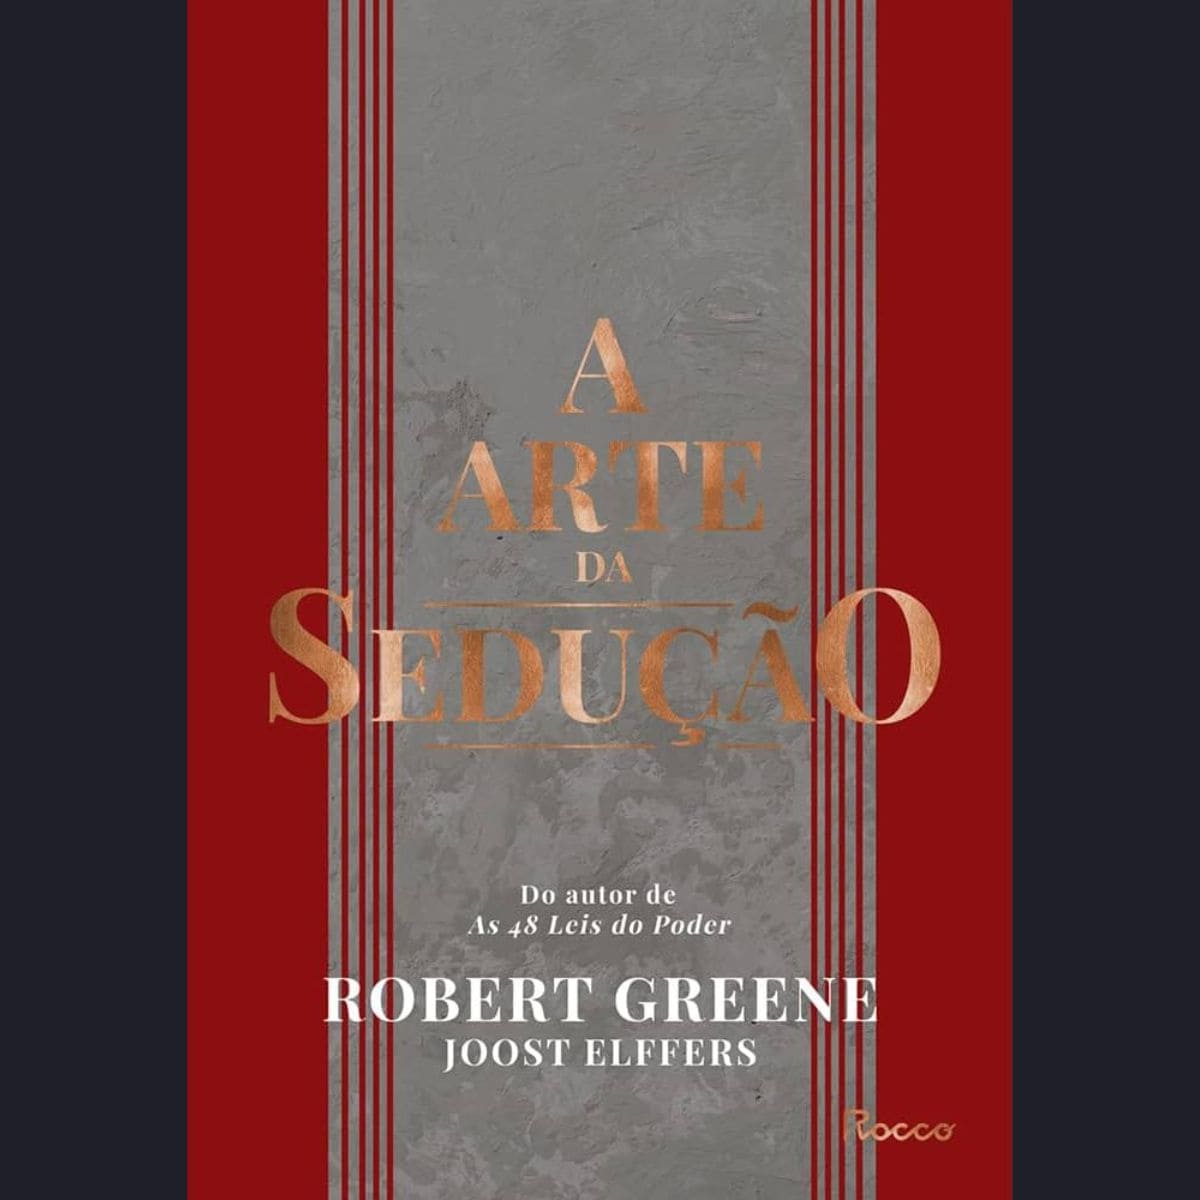 A
ARTE
DA
SEDUÇÃO
Do autor de
As 48 Leis do Poder
ROBERT GREENE
JOOST ELFFERS
Rocco